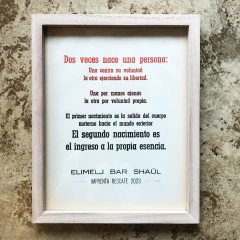 Dos veces nace una persona:
Una contra su voluntad
la otra ejerciendo su libertad.
Una por manos ajenas
la otra por voluntad propia.
El primer nacimiento es la salida del cuerpo
materno hacia el mundo exterior
El segundo nacimiento es
el ingreso a la propia esencia.
ELIMELJ BAR SHAÚL
IMPRENTA RESCATE 2023